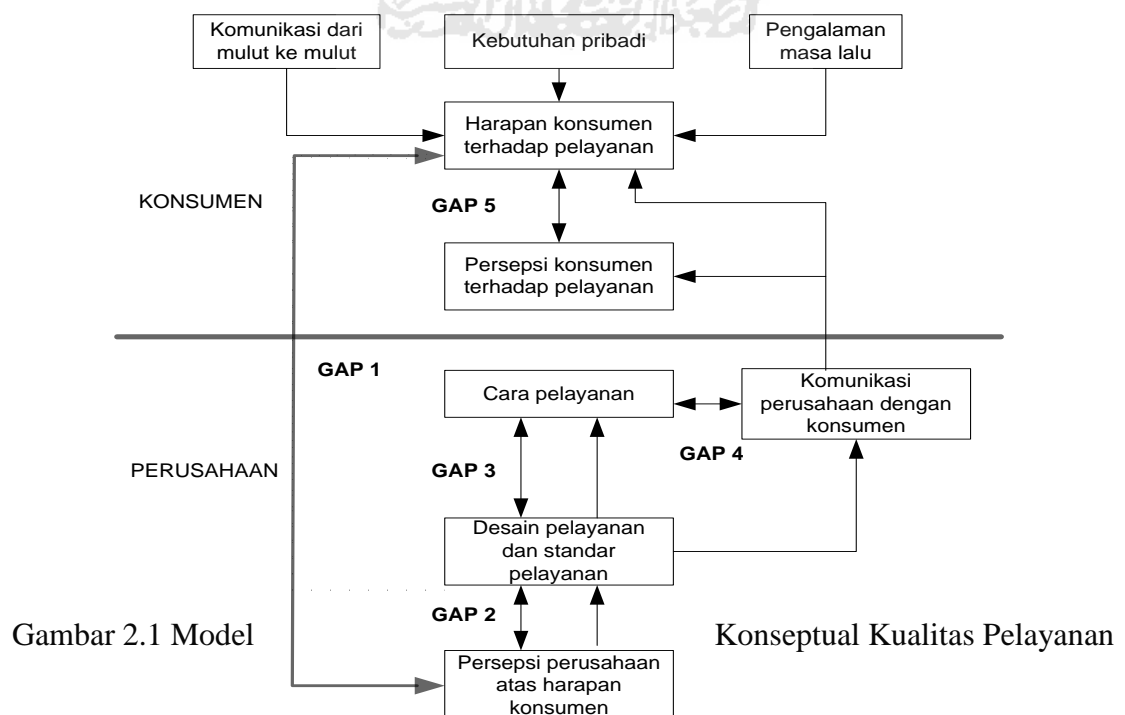 Komunikasi dari
mulut ke mulut
Kebutuhan pribadi
Pengalaman
masa lalu
Harapan konsumen
terhadap pelayanan
KONSUMEN
GAP 5
Persepsi konsumen
terhadap pelayanan
GAP 1
Cara pelayanan
Komunikasi
perusahaan dengan
konsumen
GAP 4
PERUSAHAAN
GAP 3
Desain pelayanan
dan standar
pelayanan
GAP 2
Gambar 2.1 Model
Konseptual Kualitas Pelayanan
Persepsi perusahaan
atas harapan
konsumen